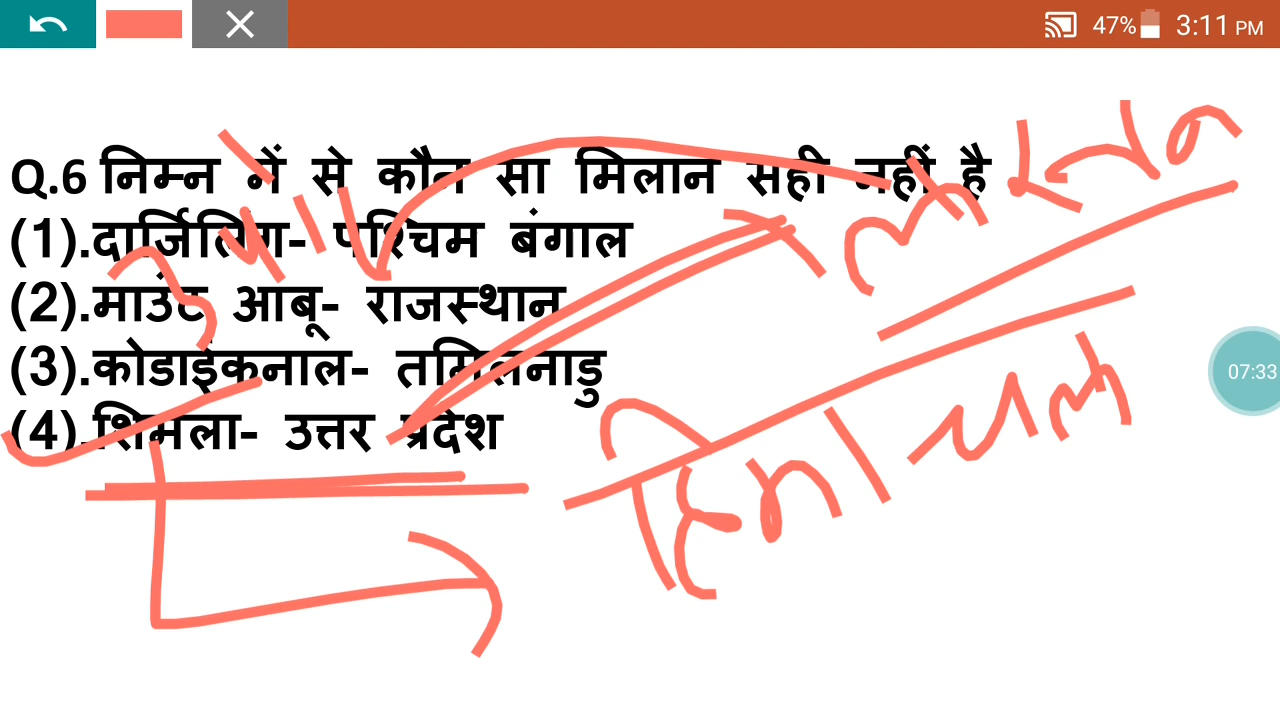 47% 3:11 PM
Q.6 निम्न में से कौन सा मिलान सही नहीं है
(1).दार्जिलिंग- पश्चिम बंगाल
(2).माउंट आबू- राजस्थान
(3).कोडाईकनाल- तमिलनाडु
(4).शिमला- उत्तर प्रदेश
07:33